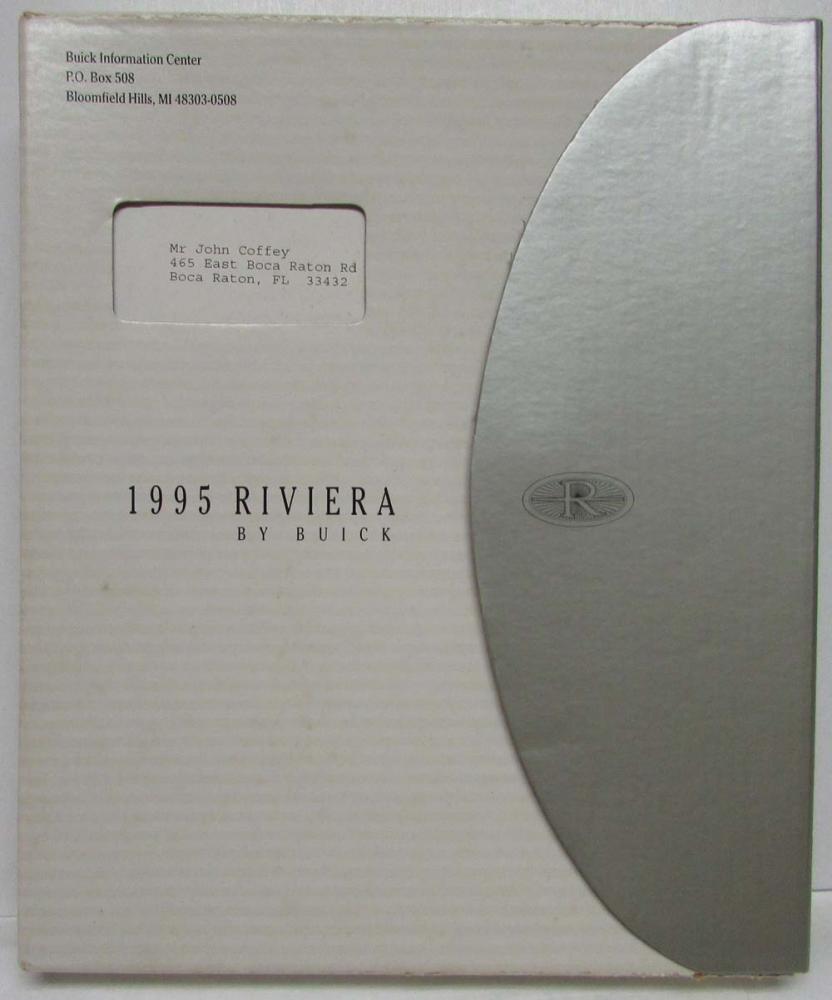 Buick Information Center
P.O. Box 508
Bloomfield Hills, MI 48303-0508
Mr John Coffey
465 East Boca Raton Rd
Boca Raton, FL  33432
1995 RIVIERA
BY BUICK
R